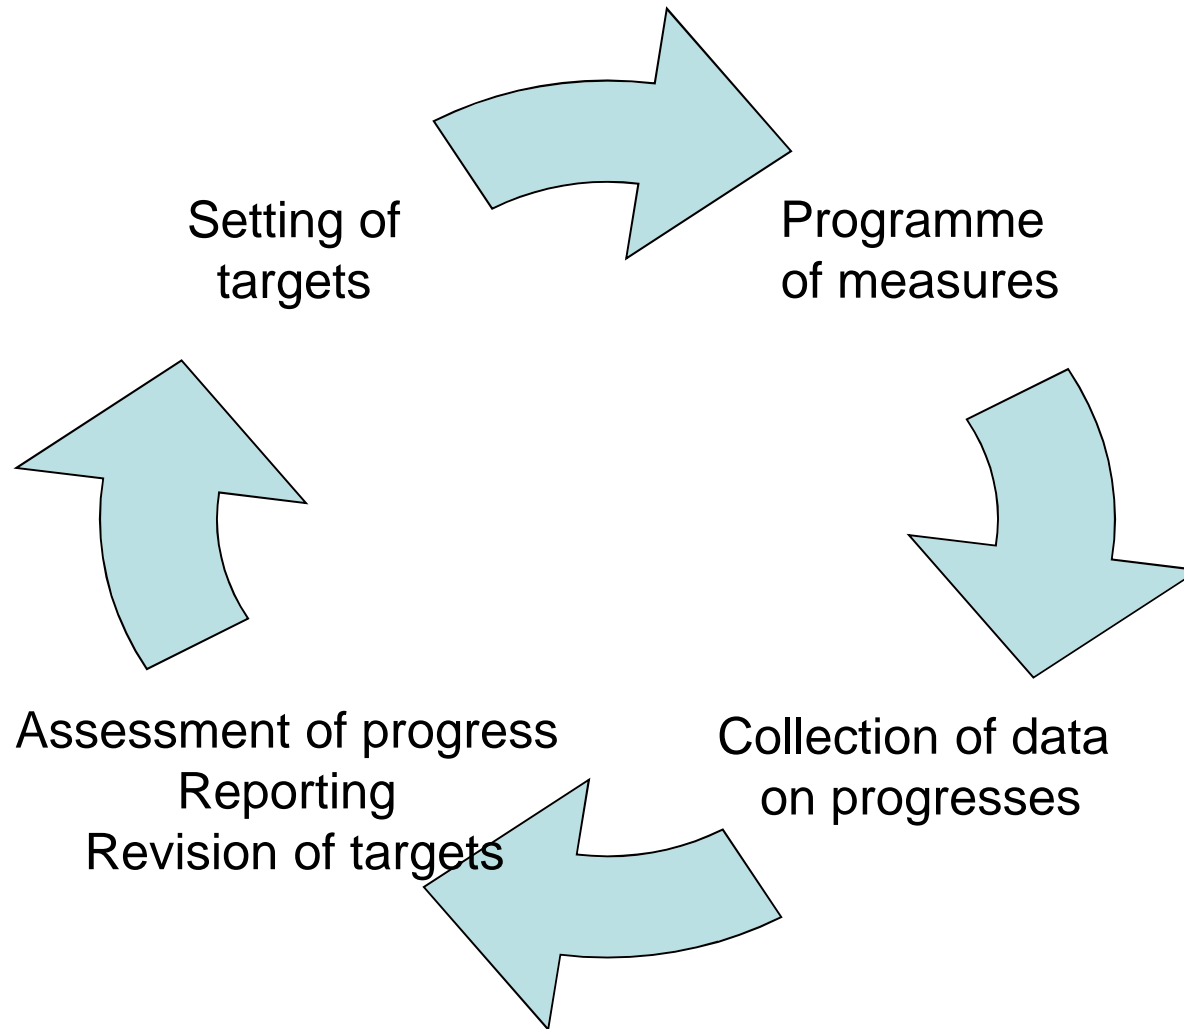 Setting of
targets
Programme
of measures
Collection of data
on progresses
Assessment of progress
Reporting
Revision of targets